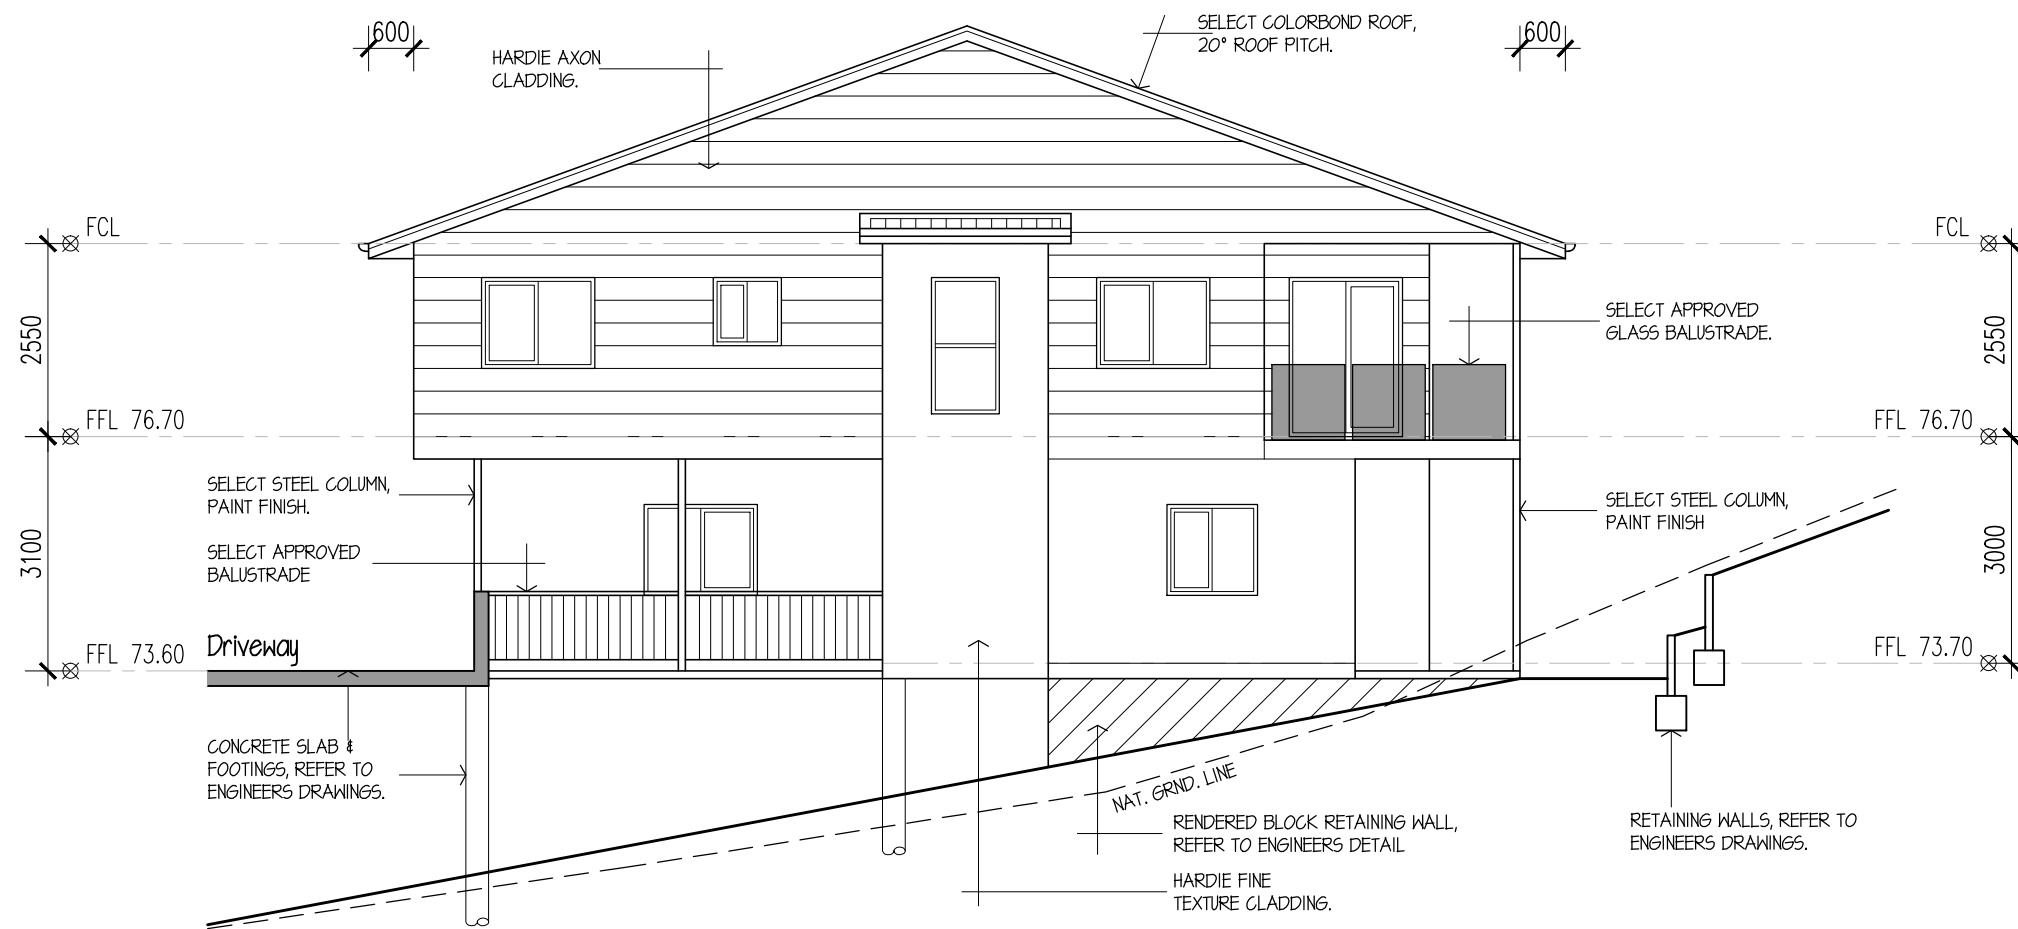 600
HARDIE AXON
CLADDING.
SELECT COLORBOND ROOF,
20° ROOF PITCH.
600
FCL
FCL
2550
2550
SELECT APPROVED
GLASS BALUSTRADE.
FFL 76.70
FFL 76.70
SELECT STEEL COLUMN,
PAINT FINISH.
SELECT STEEL COLUMN,
PAINT FINISH
3100
3000
SELECT APPROVED
BALUSTRADE
Driveway
FFL 73.60
FFL 73.70
CONCRETE SLAB &
FOOTINGS, REFER TO
ENGINEERS DRAWINGS.
NAT. GRND. LINE
RENDERED BLOCK RETAINING WALL,
REFER TO ENGINEERS DETAIL
RETAINING WALLS, REFER TO
ENGINEERS DRAWINGS.
HARDIE FINE
TEXTURE CLADDING.